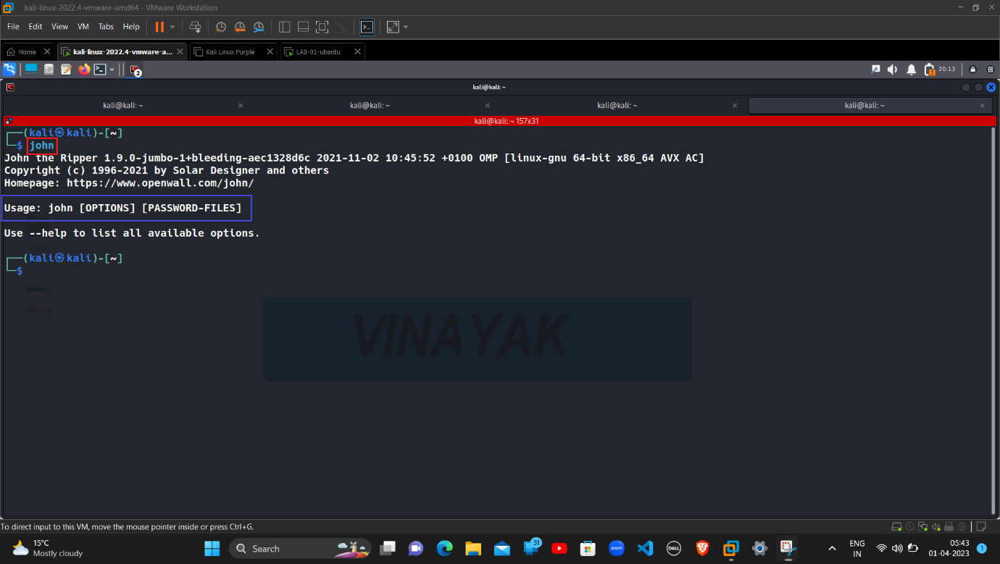 kali-linux-2022.4-vmware-amd64 - VMware Workstation
File Edit View VM Tabs Help
Home kali-linux-2022.4-vmware-a... Kali Linux Purple LAB-01-ubantu
2 20:13
kali@kali: ~
kali@kali: ~ kali@kali: ~ kali@kali: ~ kali@kali: ~
kali@kali: ~ 157x31
┌──(kali㉿kali)-[~]
└─$ john
John the Ripper 1.9.0-jumbo-1+bleeding-aec1328d6c 2021-11-02 10:45:52 +0100 OMP [linux-gnu 64-bit x86_64 AVX AC]
Copyright (c) 1996-2021 by Solar Designer and others
Homepage: https://www.openwall.com/john/
Usage: john [OPTIONS] [PASSWORD-FILES]
Use --help to list all available options.
┌──(kali㉿kali)-[~]
└─$
VINAYAK
To direct input to this VM, move the mouse pointer inside or press Ctrl+G.
15°C
Mostly cloudy
Search
31
zoom
DELL
ENG
IN
05:43
01-04-2023
1